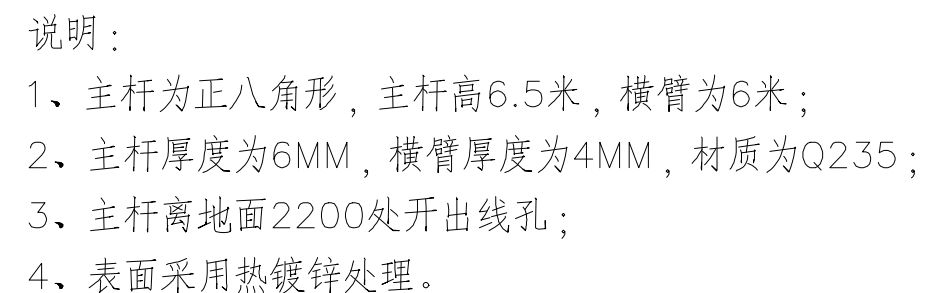 说明：
1、主杆为正八角形，主杆高6.5米，横臂为6米；
2、主杆厚度为6MM，横臂厚度为4MM，材质为Q235；
3、主杆离地面2200处开出线孔；
4、表面采用热镀锌处理。